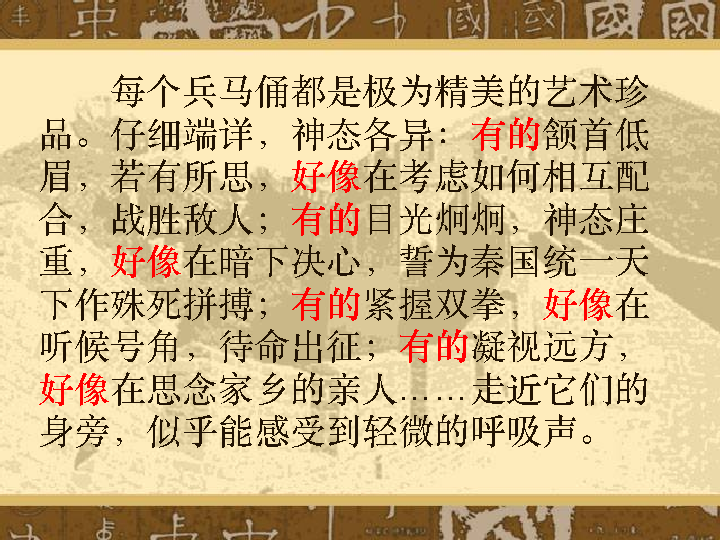 每个兵马俑都是极为精美的艺术珍
品。仔细端详，神态各异：有的颔首低
眉，若有所思，好像在考虑如何相互配
合，战胜敌人；有的目光炯炯，神态庄
重，好像在暗下决心，誓为秦国统一天
下作殊死拼搏；有的紧握双拳，好像在
听候号角，待命出征；有的凝视远方，
好像在思念家乡的亲人……走近它们的
身旁，似乎能感受到轻微的呼吸声。